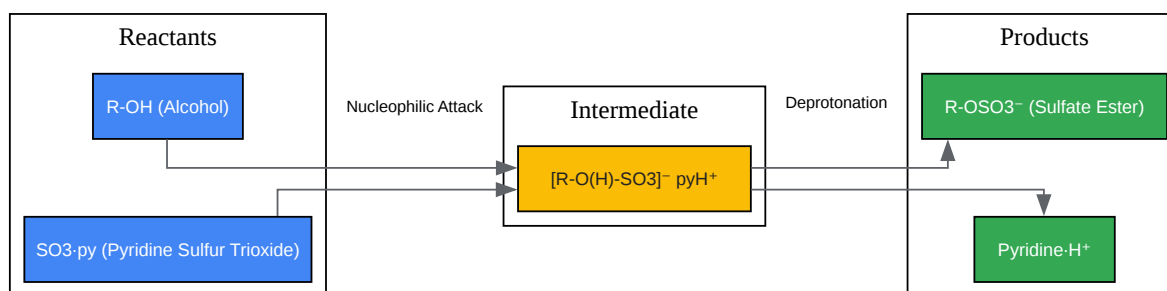 Reactants
R-OH (Alcohol)
SO3·py (Pyridine Sulfur Trioxide)
Nucleophilic Attack
Intermediate
[R-O(H)-SO3]⁻ pyH⁺
Deprotonation
Products
R-OSO3⁻ (Sulfate Ester)
Pyridine·H⁺